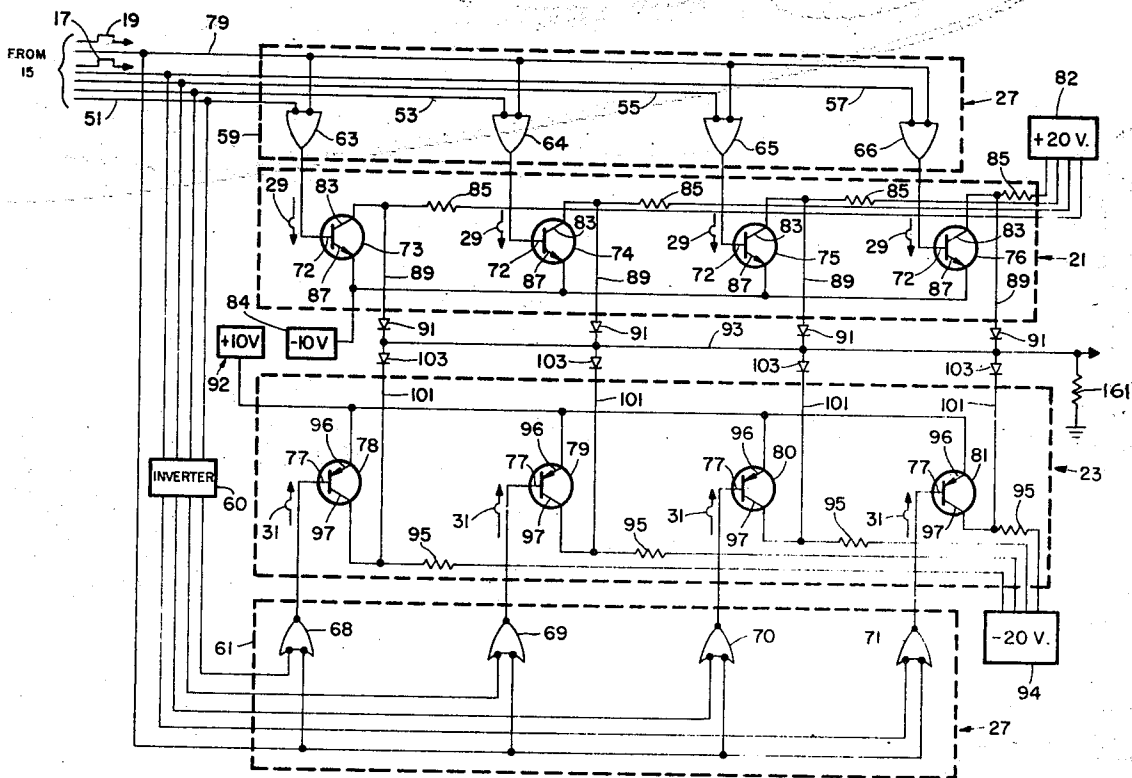 17 19 79
FROM
15
51 53 55 57 27 82
59 63 64 65 66 +20 V.
85 85 85 85
29 83 29 83 29 83 29 83
72 73 72 74 72 75 72 76 21
87 87 87 87
89 89 89 89
84
+10V -10V 91 91 93 91 91
92 103 103 103 103 161
101 101 101 101
96 78 96 79 96 80 96 81 23
77 77 77 77
INVERTER
60 31 97 31 97 31 97 31 97
95 95 95 95
61 68 69 70 71 -20 V.
94
27